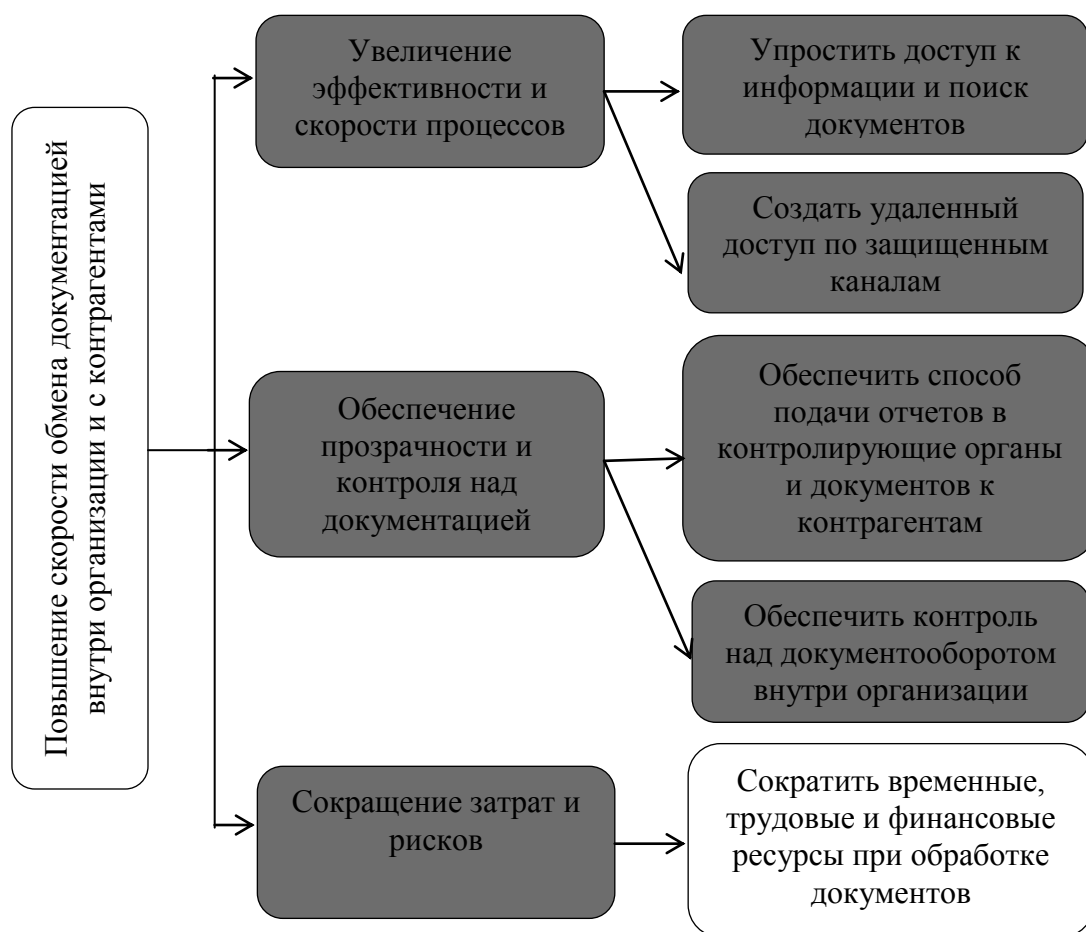 Повышение скорости обмена документацией
внутри организации и с контрагентами
Увеличение
эффективности и
скорости процессов
Упростить доступ к
информации и поиск
документов
Создать удаленный
доступ по защищенным
каналам
Обеспечение
прозрачности и
контроля над
документацией
Обеспечить способ
подачи отчетов в
контролирующие органы
и документов к
контрагентам
Обеспечить контроль
над документооборотом
внутри организации
Сокращение затрат и
рисков
Сократить временные,
трудовые и финансовые
ресурсы при обработке
документов